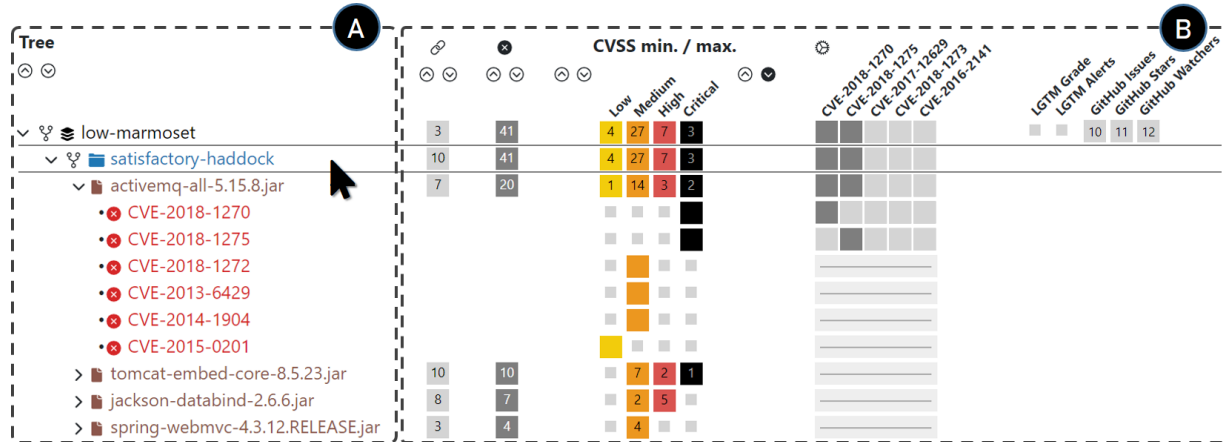 A
B
Tree
CVSS min. / max.
Low
Medium
High
Critical
CVE-2018-1270
CVE-2018-1275
CVE-2017-12629
CVE-2018-1273
CVE-2016-2141
LGTM Grade
LGTM Alerts
GitHub Issues
GitHub Stars
GitHub Watchers
low-marmoset 3 41 4 27 7 3 10 11 12
satisfactory-haddock 10 41 4 27 7 3
activemq-all-5.15.8.jar 7 20 1 14 3 2
CVE-2018-1270
CVE-2018-1275
CVE-2018-1272
CVE-2013-6429
CVE-2014-1904
CVE-2015-0201
tomcat-embed-core-8.5.23.jar 10 10 7 2 1
jackson-databind-2.6.6.jar 8 7 2 5
spring-webmvc-4.3.12.RELEASE.jar 3 4 4